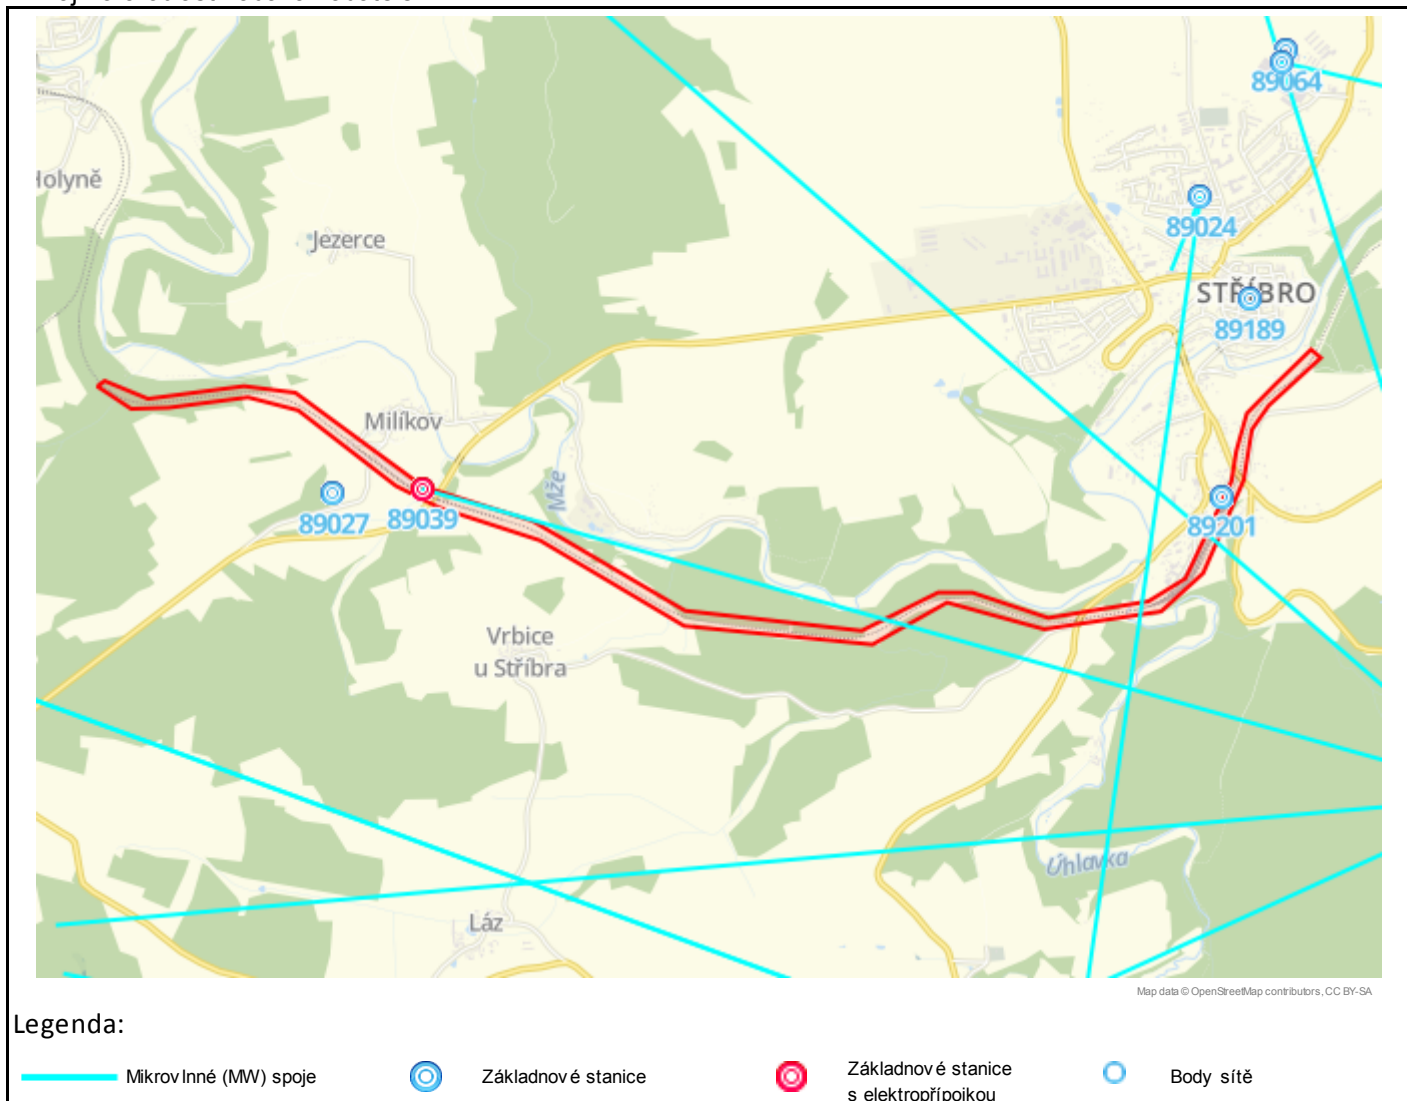 89064
Holyně
89024
Jezerce
STŘÍBRO
89189
Milíkov
Mže
89027
89039
89201
Vrbice
u Stříbra
Úhlavka
Láz
Map data © OpenStreetMap contributors, CC BY-SA
Legenda:
Mikrovlnné (MW) spoje
Základnové stanice
Základnové stanice
s elektropřípojkou
Body sítě